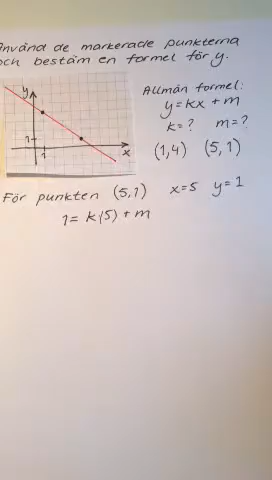 Använd de markerade punkterna
och bestäm en formel för y.
Allmän formel:
y = kx + m
k = ? m = ?
(1,4) (5,1)
y
1
1
x
För punkten (5,1) x=5 y=1
1 = k(5) + m